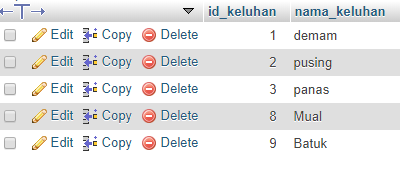 ←T→ id_keluhan nama_keluhan
Edit Copy Delete 1 demam
Edit Copy Delete 2 pusing
Edit Copy Delete 3 panas
Edit Copy Delete 8 Mual
Edit Copy Delete 9 Batuk